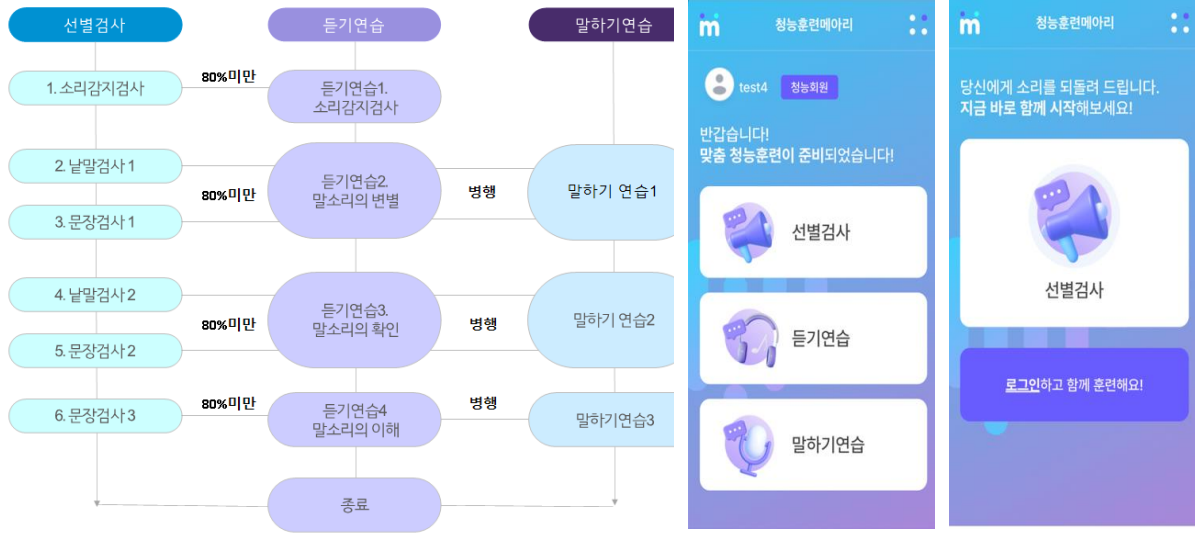 선별검사
듣기연습
말하기연습
1. 소리감지검사
80%미만
듣기연습1.
소리감지검사
2. 낱말검사 1
3. 문장검사 1
80%미만
듣기연습2.
말소리의 변별
병행
말하기 연습1
4. 낱말검사 2
5. 문장검사 2
80%미만
듣기연습3.
말소리의 확인
병행
말하기 연습2
6. 문장검사 3
80%미만
듣기연습4
말소리의 이해
병행
말하기연습3
종료
m
청능훈련메아리
test4
청능회원
반갑습니다!
맞춤 청능훈련이 준비되었습니다!
선별검사
듣기연습
말하기연습
m
청능훈련메아리
당신에게 소리를 되돌려 드립니다.
지금 바로 함께 시작해보세요!
선별검사
로그인하고 함께 훈련해요!